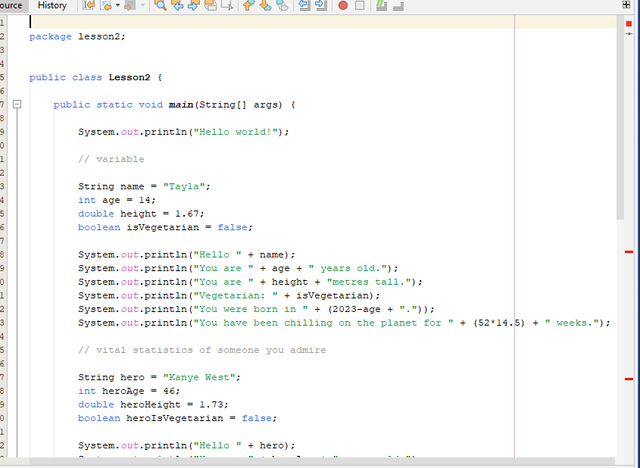 ource History
1
2 package lesson2;
3
4
5 public class Lesson2 {
6
7 public static void main(String[] args) {
8
9 System.out.println("Hello world!");
0
1 // variable
2
3 String name = "Tayla";
4 int age = 14;
5 double height = 1.67;
6 boolean isVegetarian = false;
7
8 System.out.println("Hello " + name);
9 System.out.println("You are " + age + " years old.");
0 System.out.println("You are " + height + "metres tall.");
1 System.out.println("Vegetarian: " + isVegetarian);
2 System.out.println("You were born in " + (2023-age + "."));
3 System.out.println("You have been chilling on the planet for " + (52*14.5) + " weeks.");
4
5 // vital statistics of someone you admire
6
7 String hero = "Kanye West";
8 int heroAge = 46;
9 double heroHeight = 1.73;
0 boolean heroIsVegetarian = false;
1
2 System.out.println("Hello " + hero);